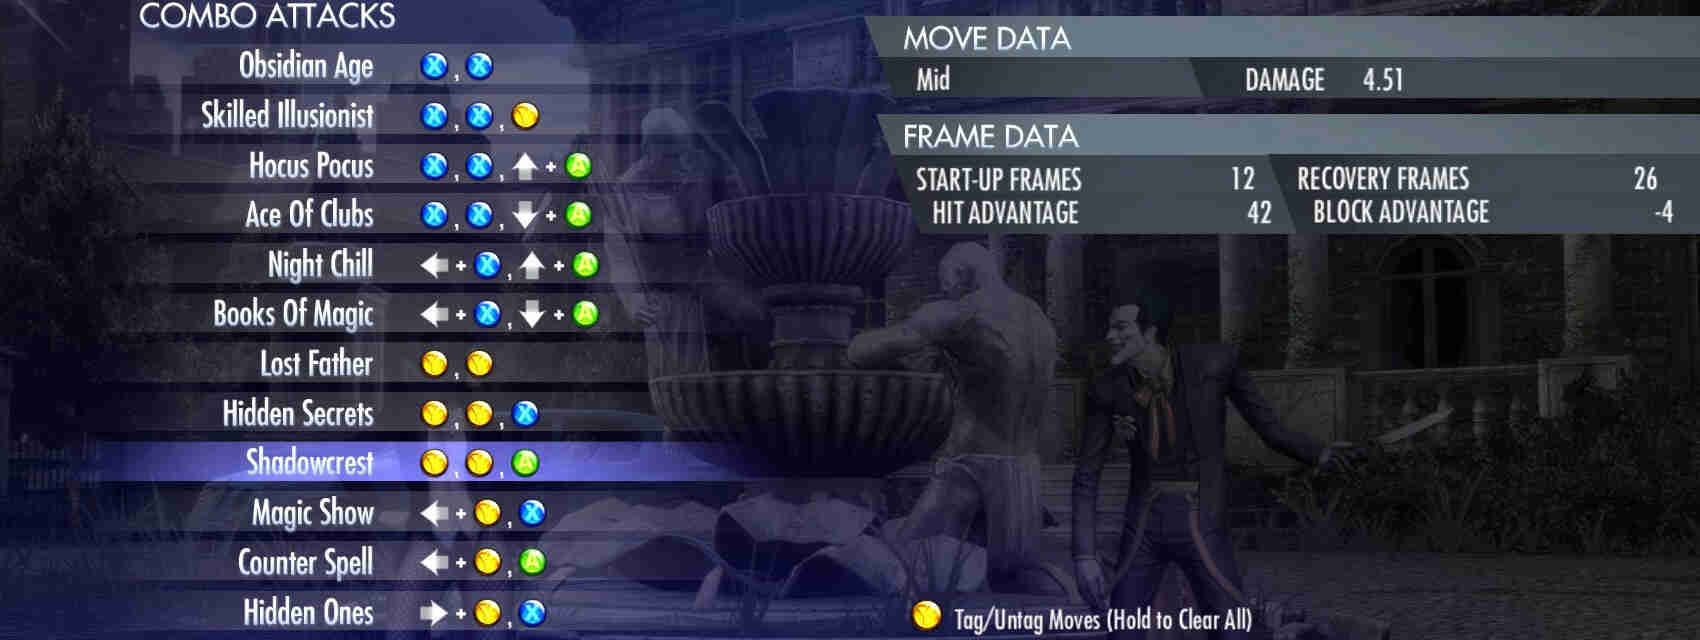 COMBO ATTACKS
Obsidian Age X, X
Skilled Illusionist X, X, Y
Hocus Pocus X, X, ⬆ + A
Ace Of Clubs X, X, ⬇ + A
Night Chill ⬅ + X, ⬆ + A
Books Of Magic ⬅ + X, ⬇ + A
Lost Father Y, Y
Hidden Secrets Y, Y, X
Shadowcrest Y, Y, A
Magic Show ⬅ + Y, X
Counter Spell ⬅ + Y, A
Hidden Ones ➡ + Y, X
MOVE DATA
Mid DAMAGE 4.51
FRAME DATA
START-UP FRAMES 12 RECOVERY FRAMES 26
HIT ADVANTAGE 42 BLOCK ADVANTAGE -4
Y Tag/Untag Moves (Hold to Clear All)